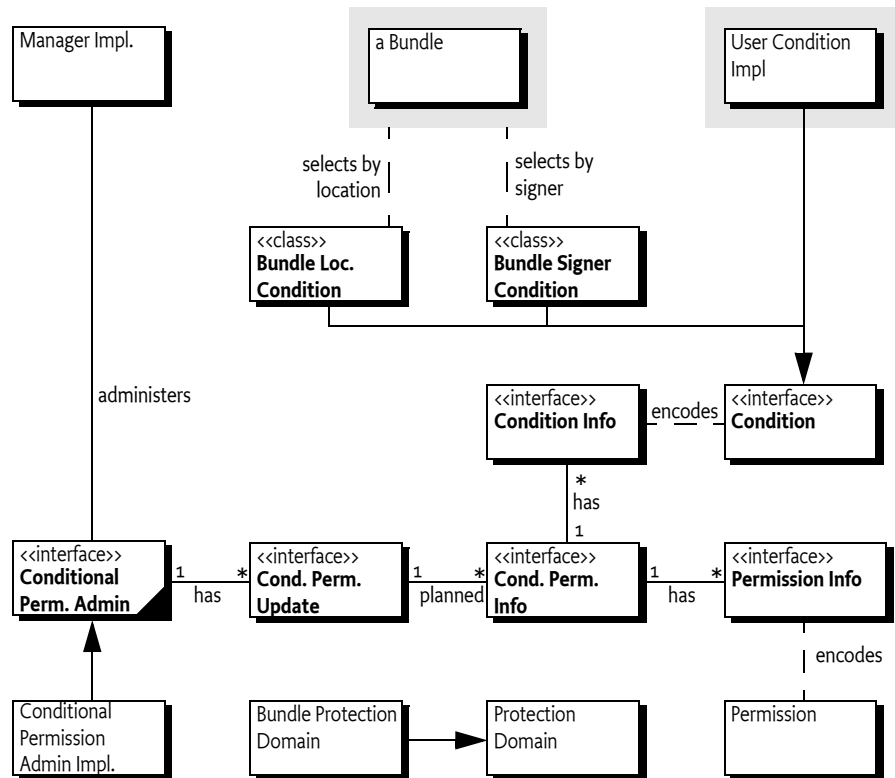 Manager Impl.
a Bundle
User Condition
Impl
selects by
location
selects by
signer
<<class>>
Bundle Loc.
Condition
<<class>>
Bundle Signer
Condition
administers
<<interface>>
Condition Info
encodes
<<interface>>
Condition
*
has
1
<<interface>>
Conditional
Perm. Admin
1
*
has
<<interface>>
Cond. Perm.
Update
1
*
planned
<<interface>>
Cond. Perm.
Info
1
*
has
<<interface>>
Permission Info
encodes
Conditional
Permission
Admin Impl.
Bundle Protection
Domain
Protection
Domain
Permission